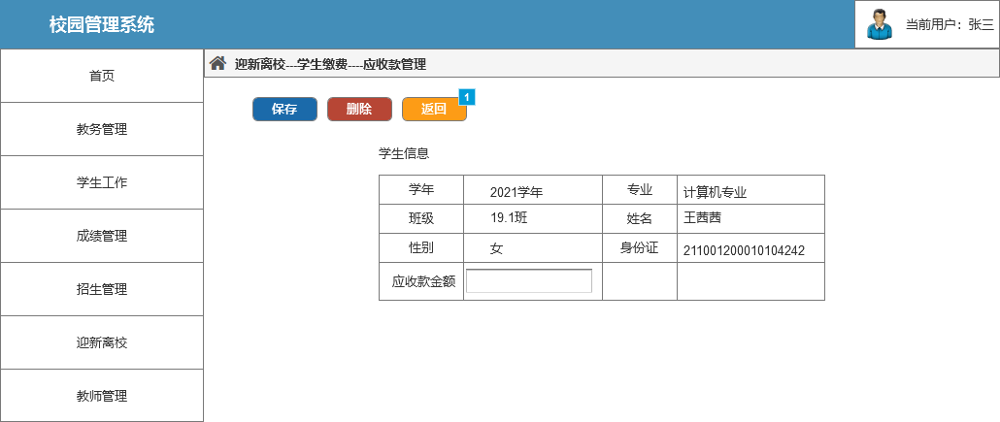 校园管理系统
当前用户：张三
首页
教务管理
学生工作
成绩管理
招生管理
迎新离校
教师管理
迎新离校---学生缴费----应收款管理
保存 删除 返回 1
学生信息
学年 2021学年 专业 计算机专业
班级 19.1班 姓名 王茜茜
性别 女 身份证 211001200010104242
应收款金额